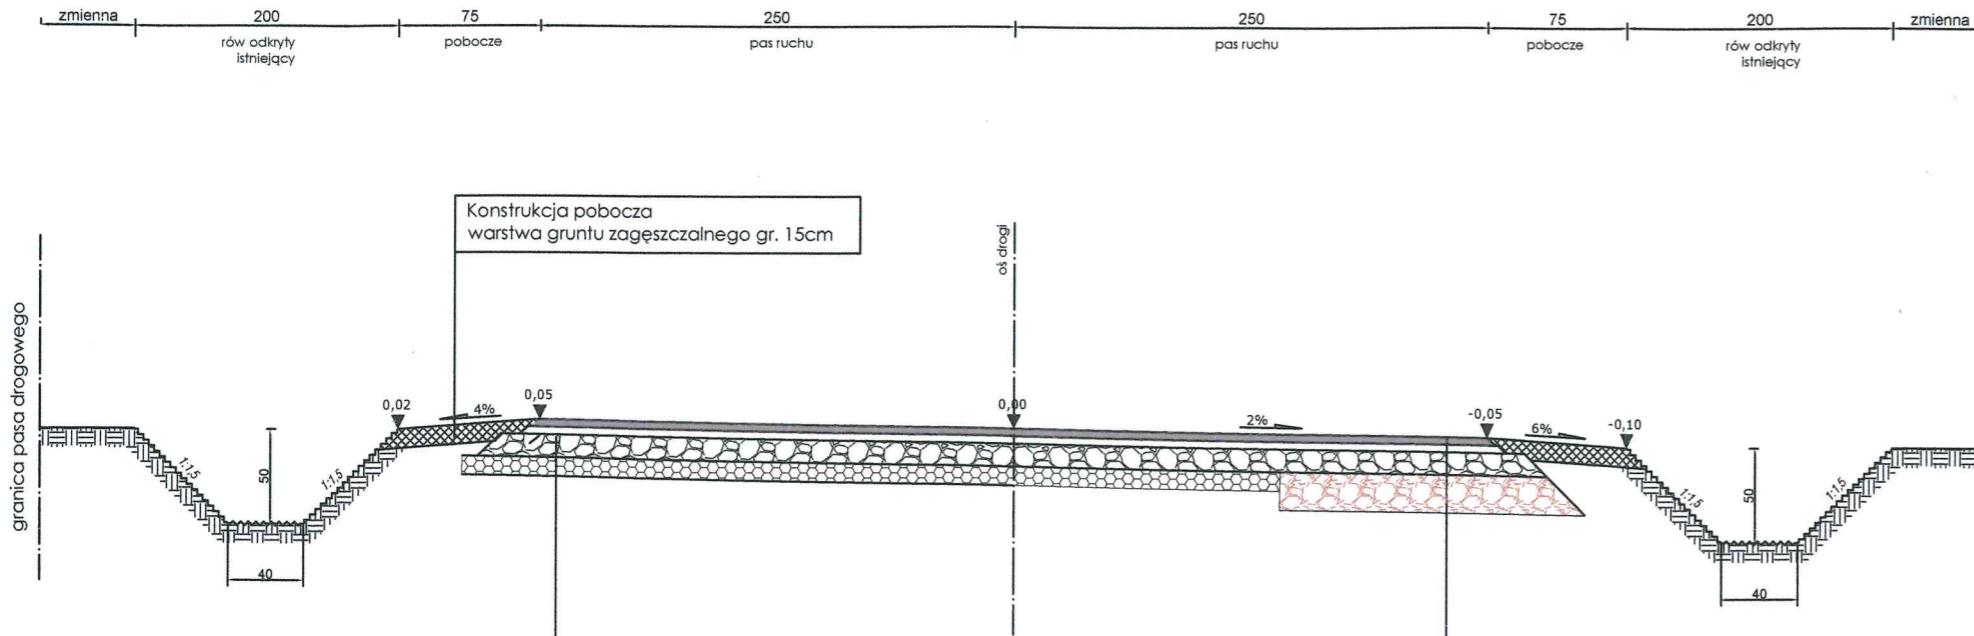 zmienna 200 75 250 250 75 200 zmienna
rów odkryty pobocze pas ruchu pas ruchu pobocze rów odkryty
istniejący istniejący
Konstrukcja pobocza
warstwa gruntu zagęszczalnego gr. 15cm
oś drogi
granica pasa drogowego
0,02 4% 0,05 0,00 2% -0,05 6% -0,10
1:1,5 50 1:1,5 1:1,5 50 1:1,5
40 40